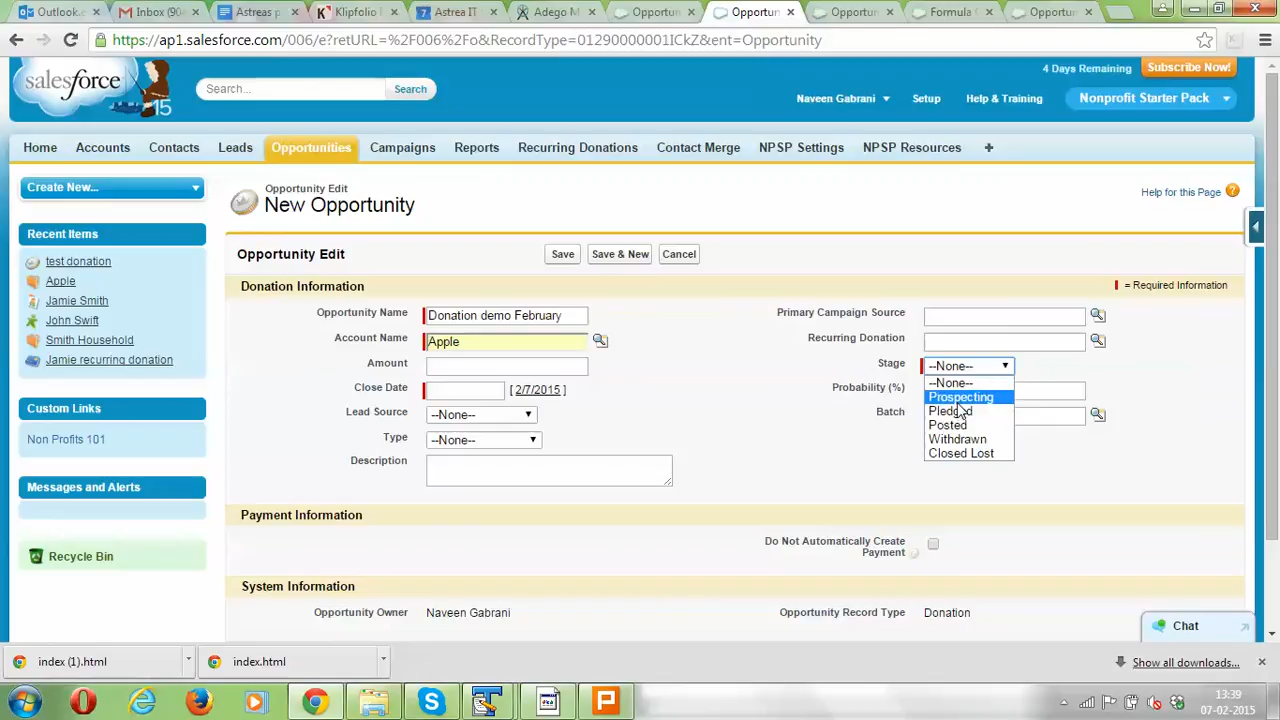 Outlook.c
Inbox (90
Astreas p
Klipfolio I
Astrea IT
Adego M
Opportun
Opportun
Opportun
Formula
Opportun
https://ap1.salesforce.com/006/e?retURL=%2F006%2Fo&RecordType=01290000001ICkZ&ent=Opportunity
salesforce
15
Search...
Search
4 Days Remaining
Subscribe Now!
Naveen Gabrani
Setup
Help & Training
Nonprofit Starter Pack
Home
Accounts
Contacts
Leads
Opportunities
Campaigns
Reports
Recurring Donations
Contact Merge
NPSP Settings
NPSP Resources
+
Create New...
Recent Items
test donation
Apple
Jamie Smith
John Swift
Smith Household
Jamie recurring donation
Custom Links
Non Profits 101
Messages and Alerts
Recycle Bin
Opportunity Edit
New Opportunity
Help for this Page
Opportunity Edit
Save
Save & New
Cancel
Donation Information
= Required Information
Opportunity Name
Donation demo February
Primary Campaign Source
Account Name
Apple
Recurring Donation
Amount
Stage
--None--
Close Date
[ 2/7/2015 ]
Probability (%)
Lead Source
--None--
Batch
Type
--None--
Description
--None--
Prospecting
Pledged
Posted
Withdrawn
Closed Lost
Payment Information
Do Not Automatically Create
Payment
System Information
Opportunity Owner
Naveen Gabrani
Opportunity Record Type
Donation
Chat
index (1).html
index.html
Show all downloads...
13:39
07-02-2015